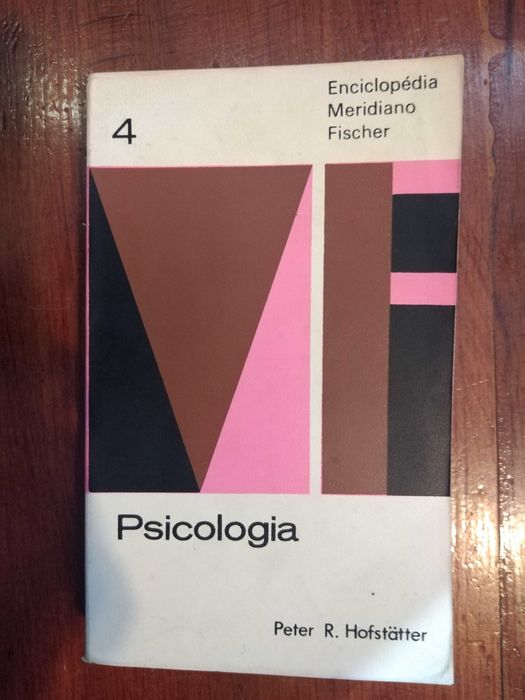 4
Enciclopédia
Meridiano
Fischer
Psicologia
Peter R. Hofstätter